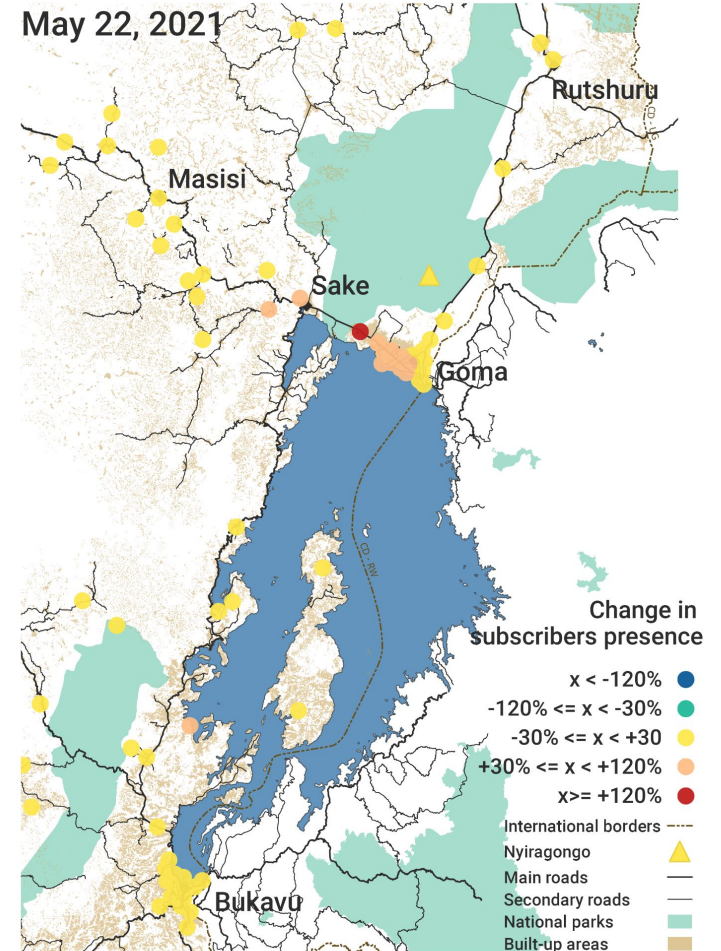 May 22, 2021
Rutshuru
Masisi
Sake
Goma
CD - RW
Change in
subscribers presence
x < -120%
-120% <= x < -30%
-30% <= x < +30
+30% <= x < +120%
x>= +120%
International borders
Nyiragongo
Main roads
Secondary roads
National parks
Built-up areas
Bukavu